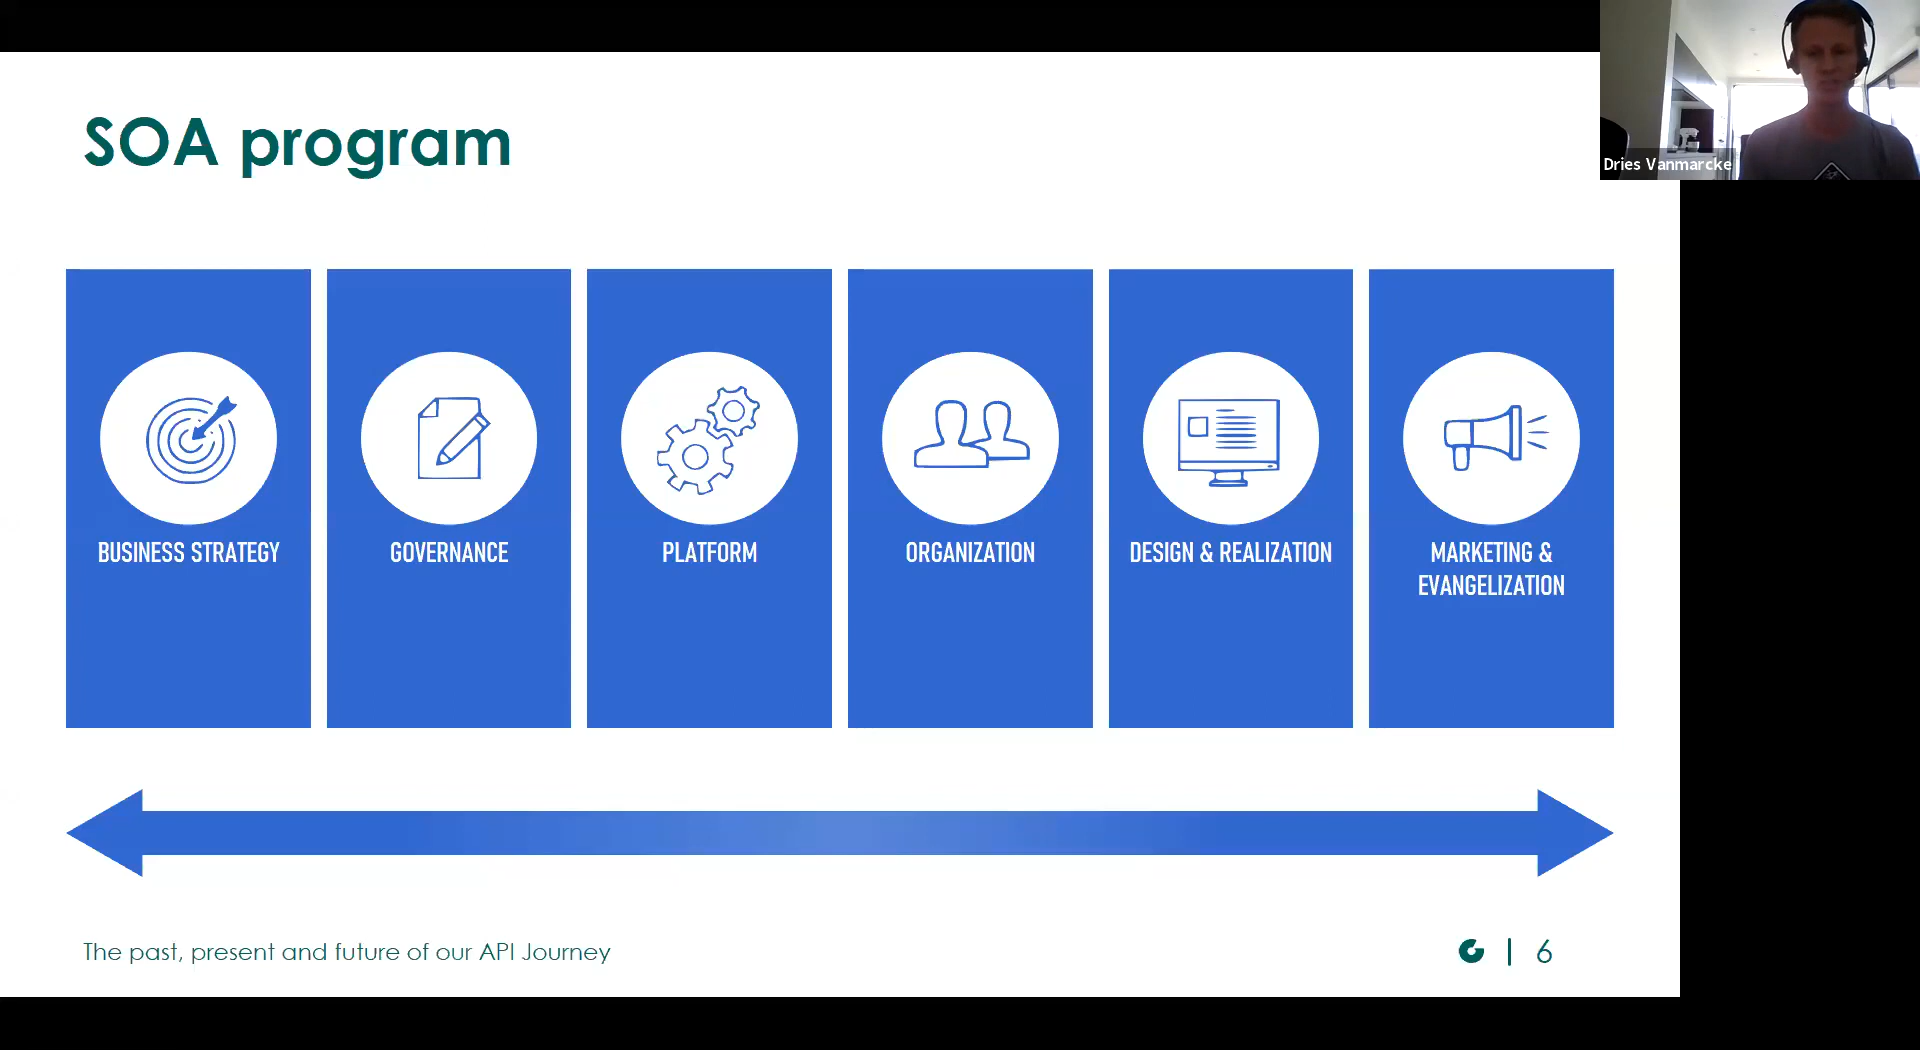 SOA program
Dries Vanmarcke
BUSINESS STRATEGY
GOVERNANCE
PLATFORM
ORGANIZATION
DESIGN & REALIZATION
MARKETING &
EVANGELIZATION
The past, present and future of our API Journey
6